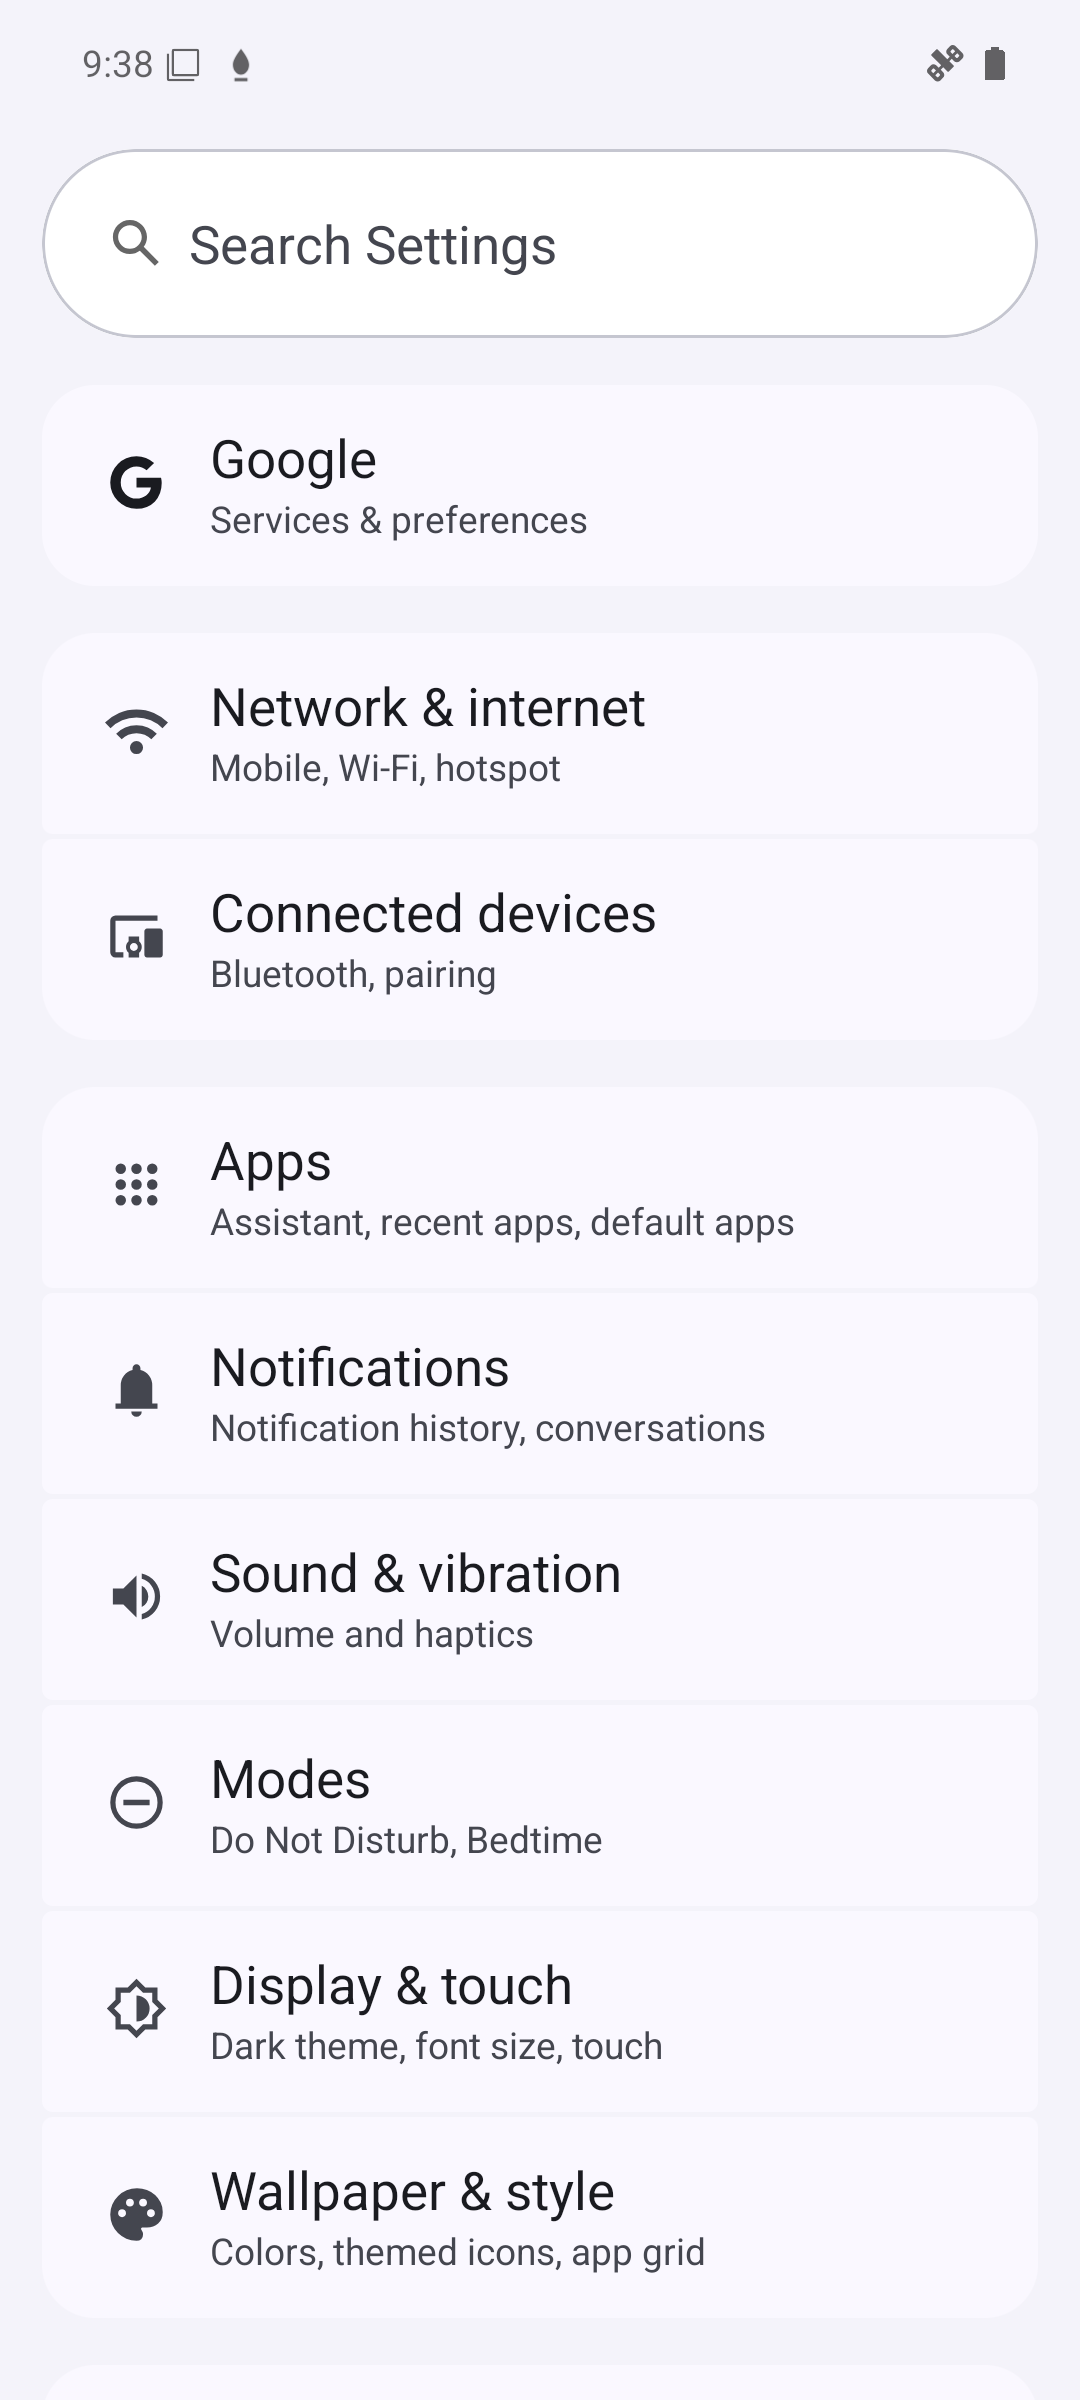 9:38
Search Settings
Google
Services & preferences
Network & internet
Mobile, Wi-Fi, hotspot
Connected devices
Bluetooth, pairing
Apps
Assistant, recent apps, default apps
Notifications
Notification history, conversations
Sound & vibration
Volume and haptics
Modes
Do Not Disturb, Bedtime
Display & touch
Dark theme, font size, touch
Wallpaper & style
Colors, themed icons, app grid